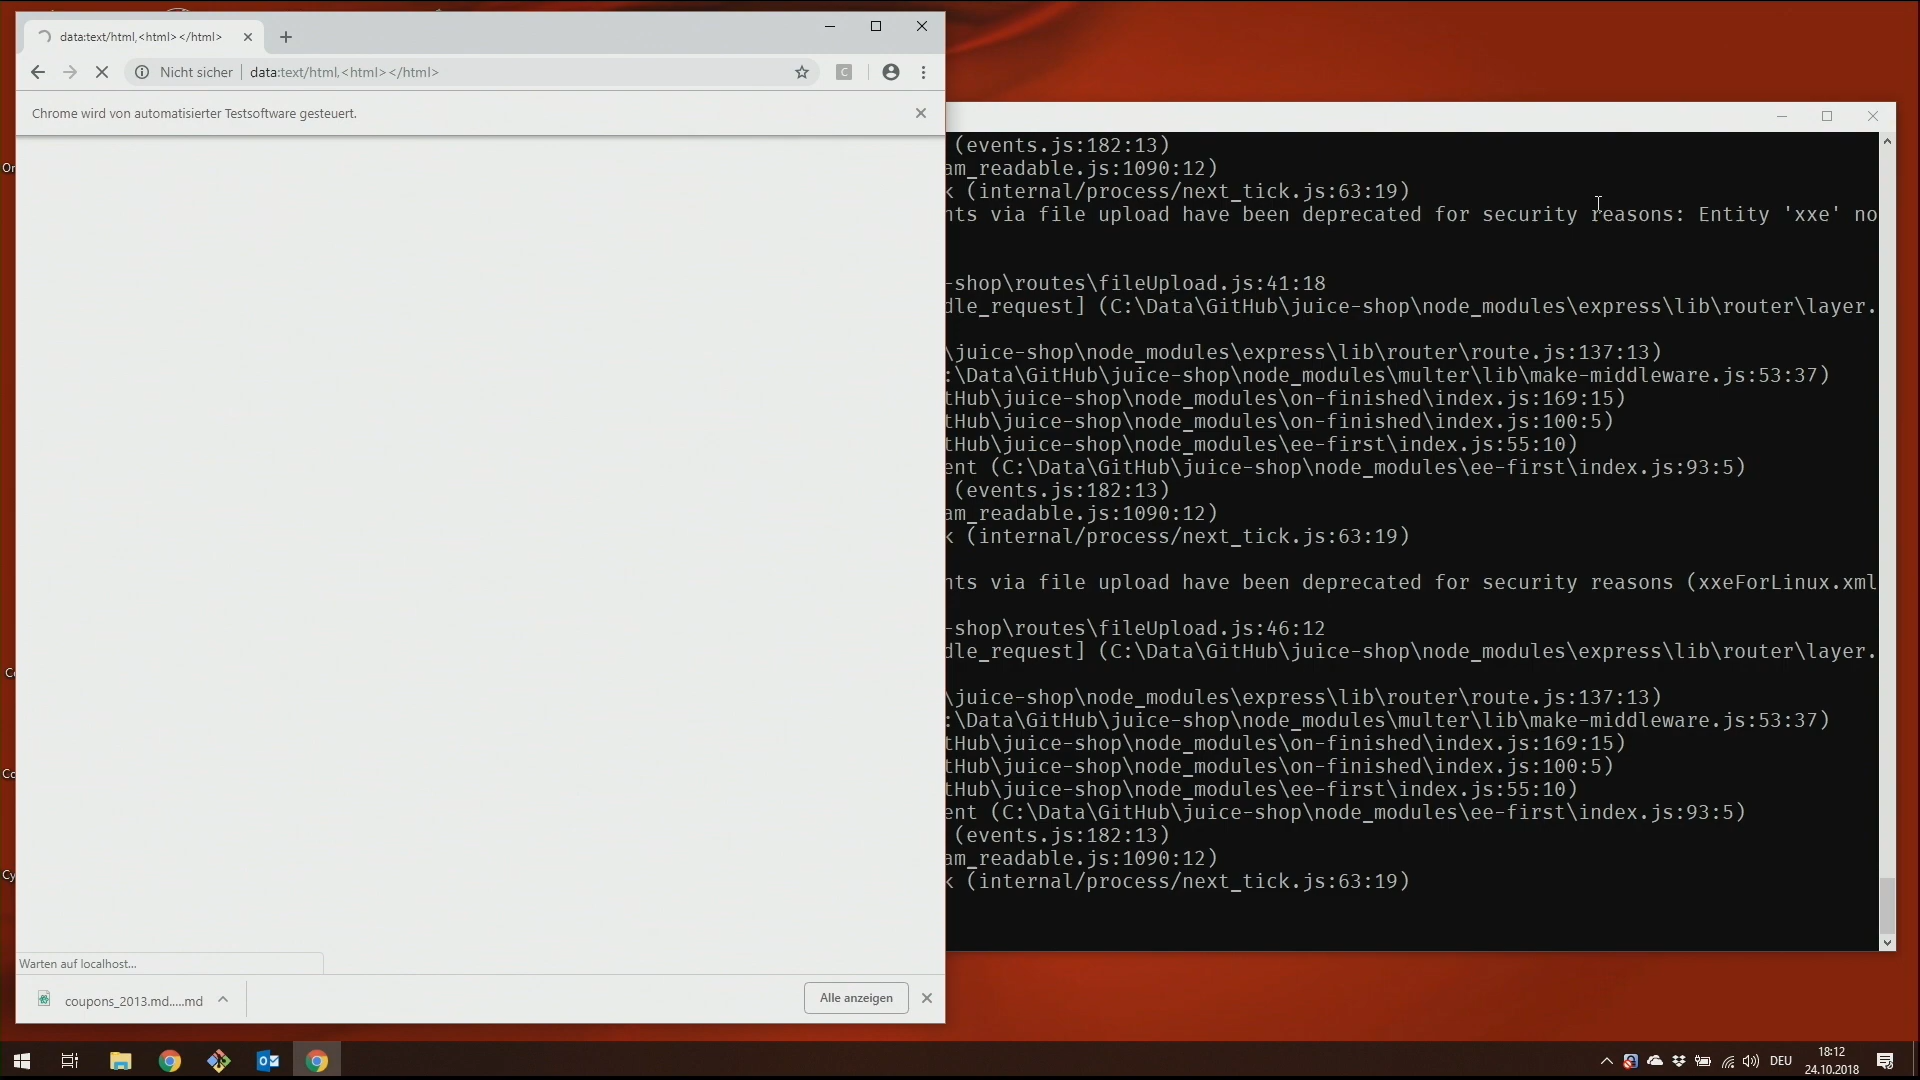 data:text/html,<html></html>
Nicht sicher
data:text/html,<html></html>
C
Chrome wird von automatisierter Testsoftware gesteuert.
(events.js:182:13)
am_readable.js:1090:12)
k (internal/process/next_tick.js:63:19)
nts via file upload have been deprecated for security reasons: Entity 'xxe' no
-shop\routes\fileUpload.js:41:18
dle_request] (C:\Data\GitHub\juice-shop\node_modules\express\lib\router\layer.
\juice-shop\node_modules\express\lib\router\route.js:137:13)
:\Data\GitHub\juice-shop\node_modules\multer\lib\make-middleware.js:53:37)
tHub\juice-shop\node_modules\on-finished\index.js:169:15)
tHub\juice-shop\node_modules\on-finished\index.js:100:5)
tHub\juice-shop\node_modules\ee-first\index.js:55:10)
ent (C:\Data\GitHub\juice-shop\node_modules\ee-first\index.js:93:5)
(events.js:182:13)
am_readable.js:1090:12)
k (internal/process/next_tick.js:63:19)
nts via file upload have been deprecated for security reasons (xxeForLinux.xml
-shop\routes\fileUpload.js:46:12
dle_request] (C:\Data\GitHub\juice-shop\node_modules\express\lib\router\layer.
\juice-shop\node_modules\express\lib\router\route.js:137:13)
:\Data\GitHub\juice-shop\node_modules\multer\lib\make-middleware.js:53:37)
tHub\juice-shop\node_modules\on-finished\index.js:169:15)
tHub\juice-shop\node_modules\on-finished\index.js:100:5)
tHub\juice-shop\node_modules\ee-first\index.js:55:10)
ent (C:\Data\GitHub\juice-shop\node_modules\ee-first\index.js:93:5)
(events.js:182:13)
am_readable.js:1090:12)
k (internal/process/next_tick.js:63:19)
Or
Co
Co
Cy
Warten auf localhost...
coupons_2013.md.....md
Alle anzeigen
DEU
18:12
24.10.2018